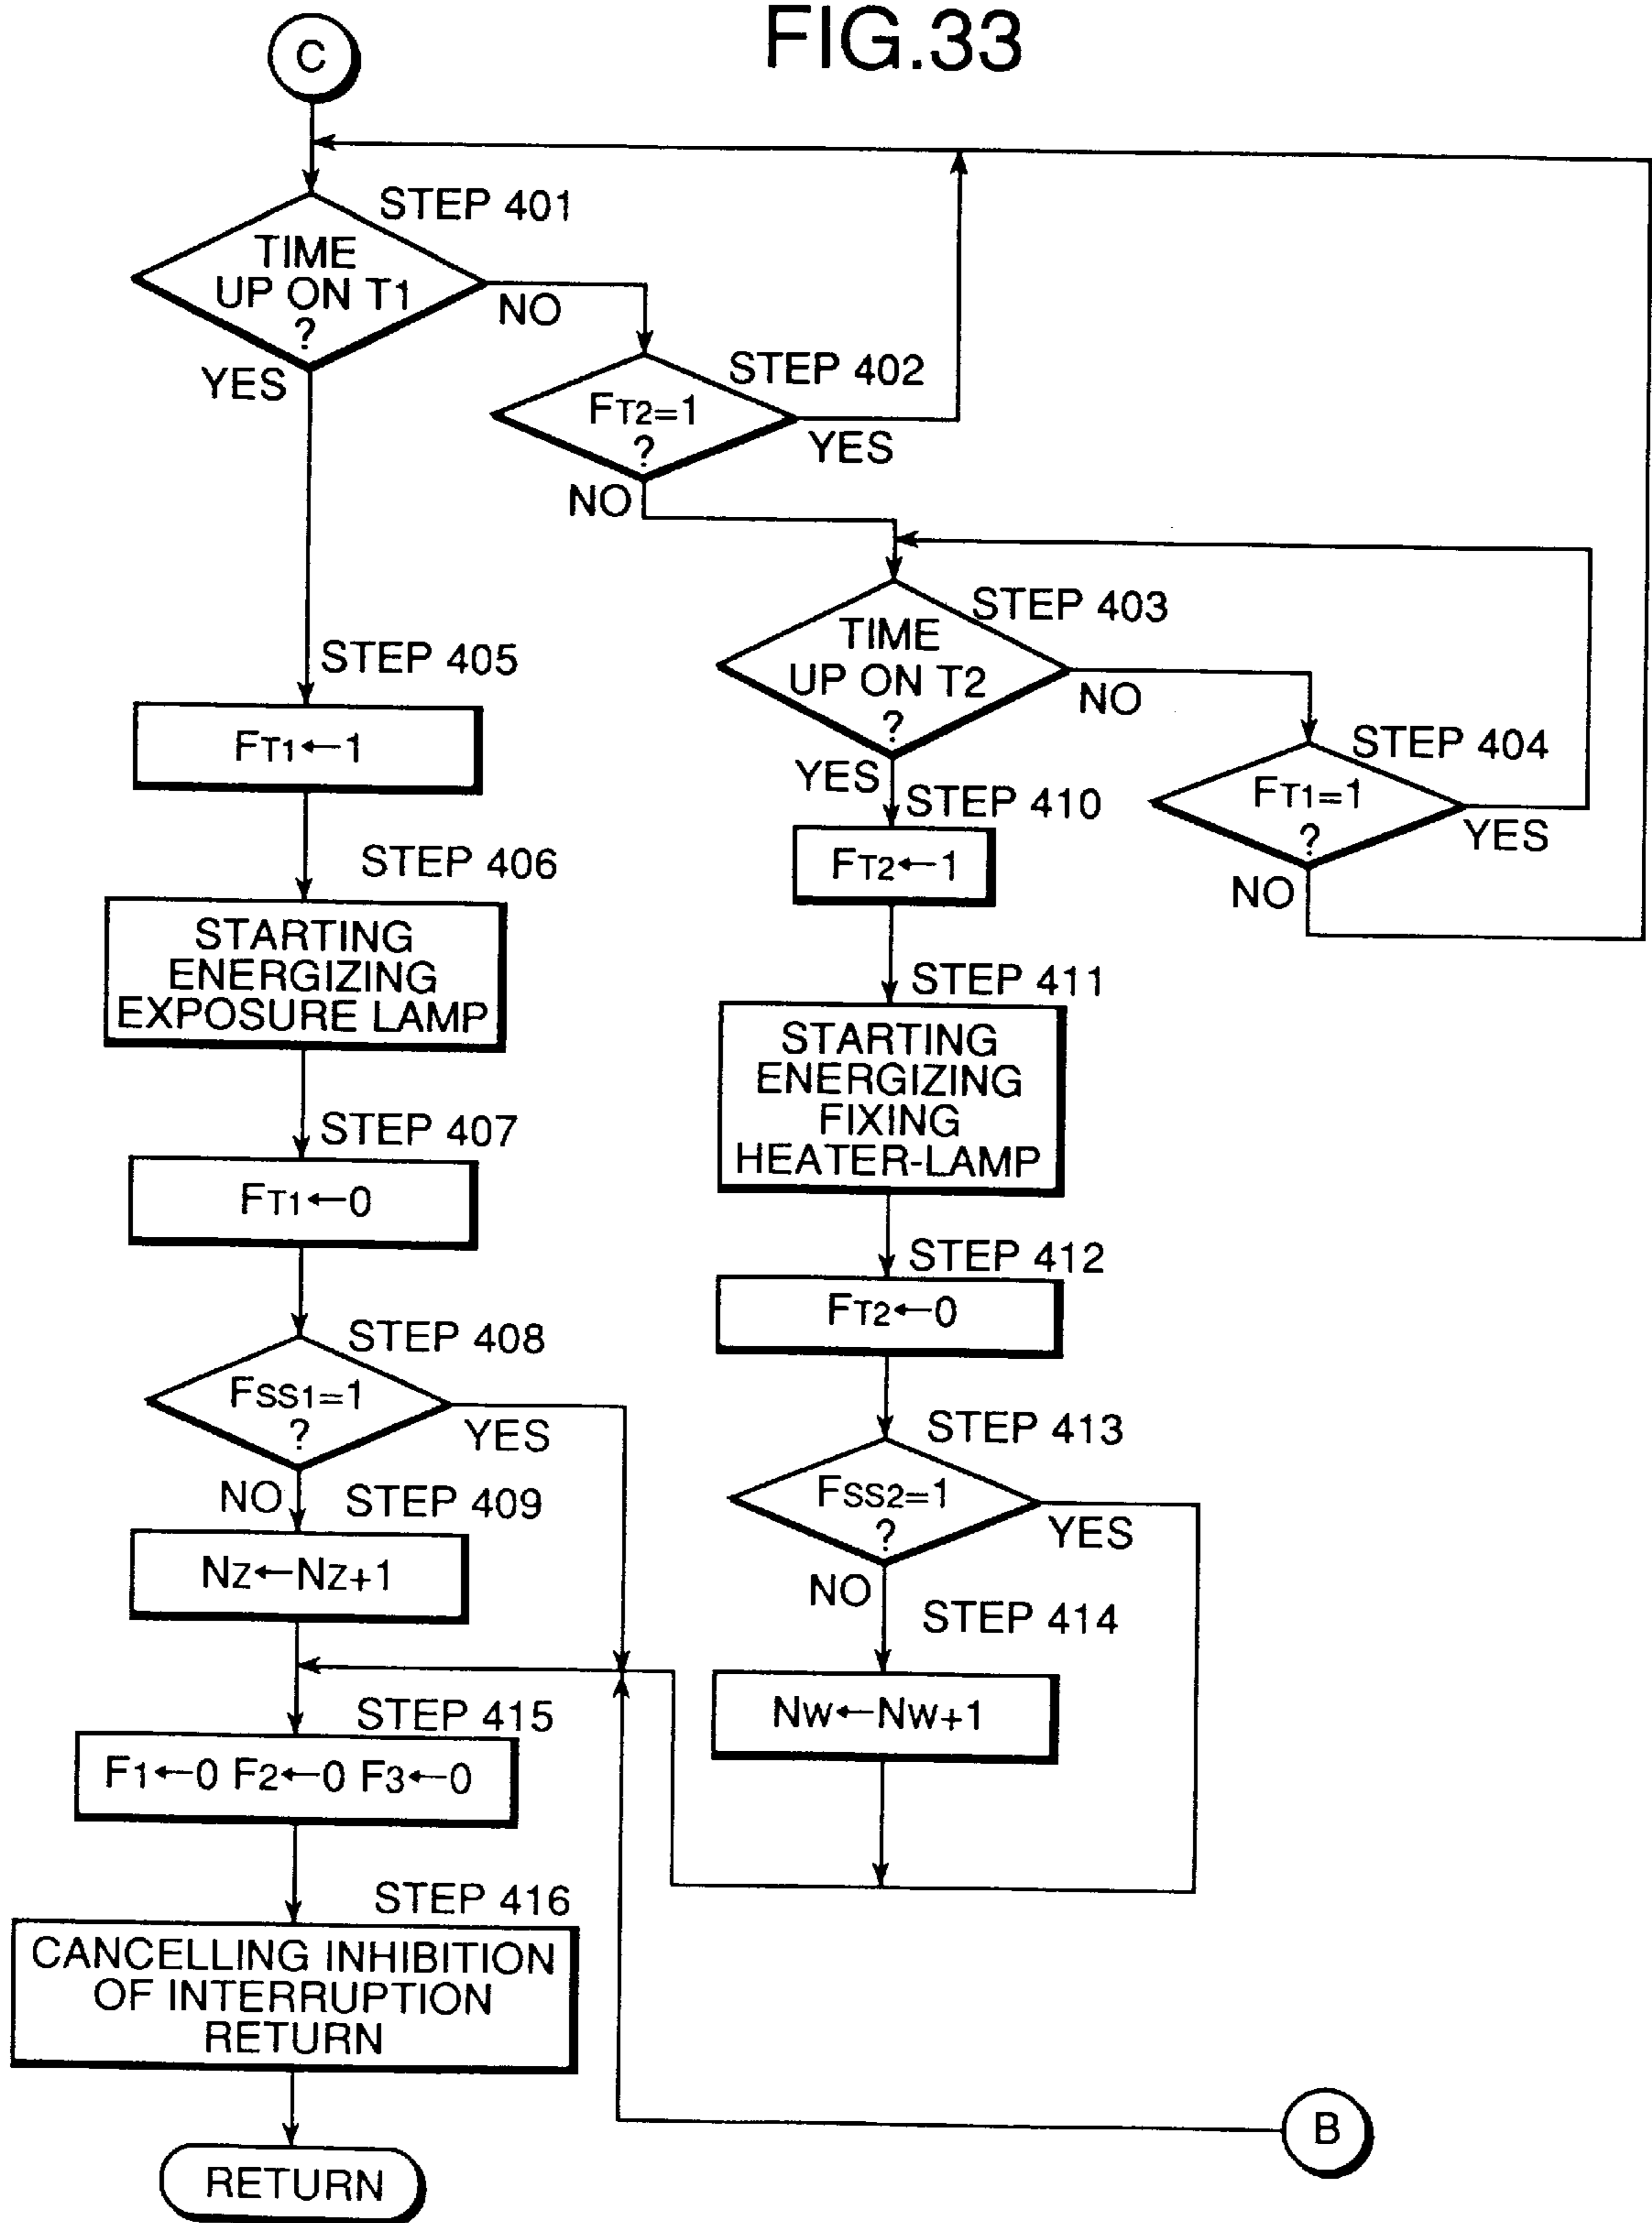 FIG.33
C
STEP 401
TIME
UP ON T1
?
NO
YES
STEP 402
FT2=1
?
YES
NO
STEP 403
TIME
UP ON T2
?
NO
YES
STEP 404
FT1=1
?
YES
NO
STEP 405
FT1←1
STEP 406
STARTING
ENERGIZING
EXPOSURE LAMP
STEP 407
FT1←0
STEP 408
FSS1=1
?
YES
NO
STEP 409
NZ←NZ+1
STEP 410
FT2←1
STEP 411
STARTING
ENERGIZING
FIXING
HEATER-LAMP
STEP 412
FT2←0
STEP 413
FSS2=1
?
YES
NO
STEP 414
NW←NW+1
STEP 415
F1←0 F2←0 F3←0
STEP 416
CANCELLING INHIBITION
OF INTERRUPTION
RETURN
B
RETURN